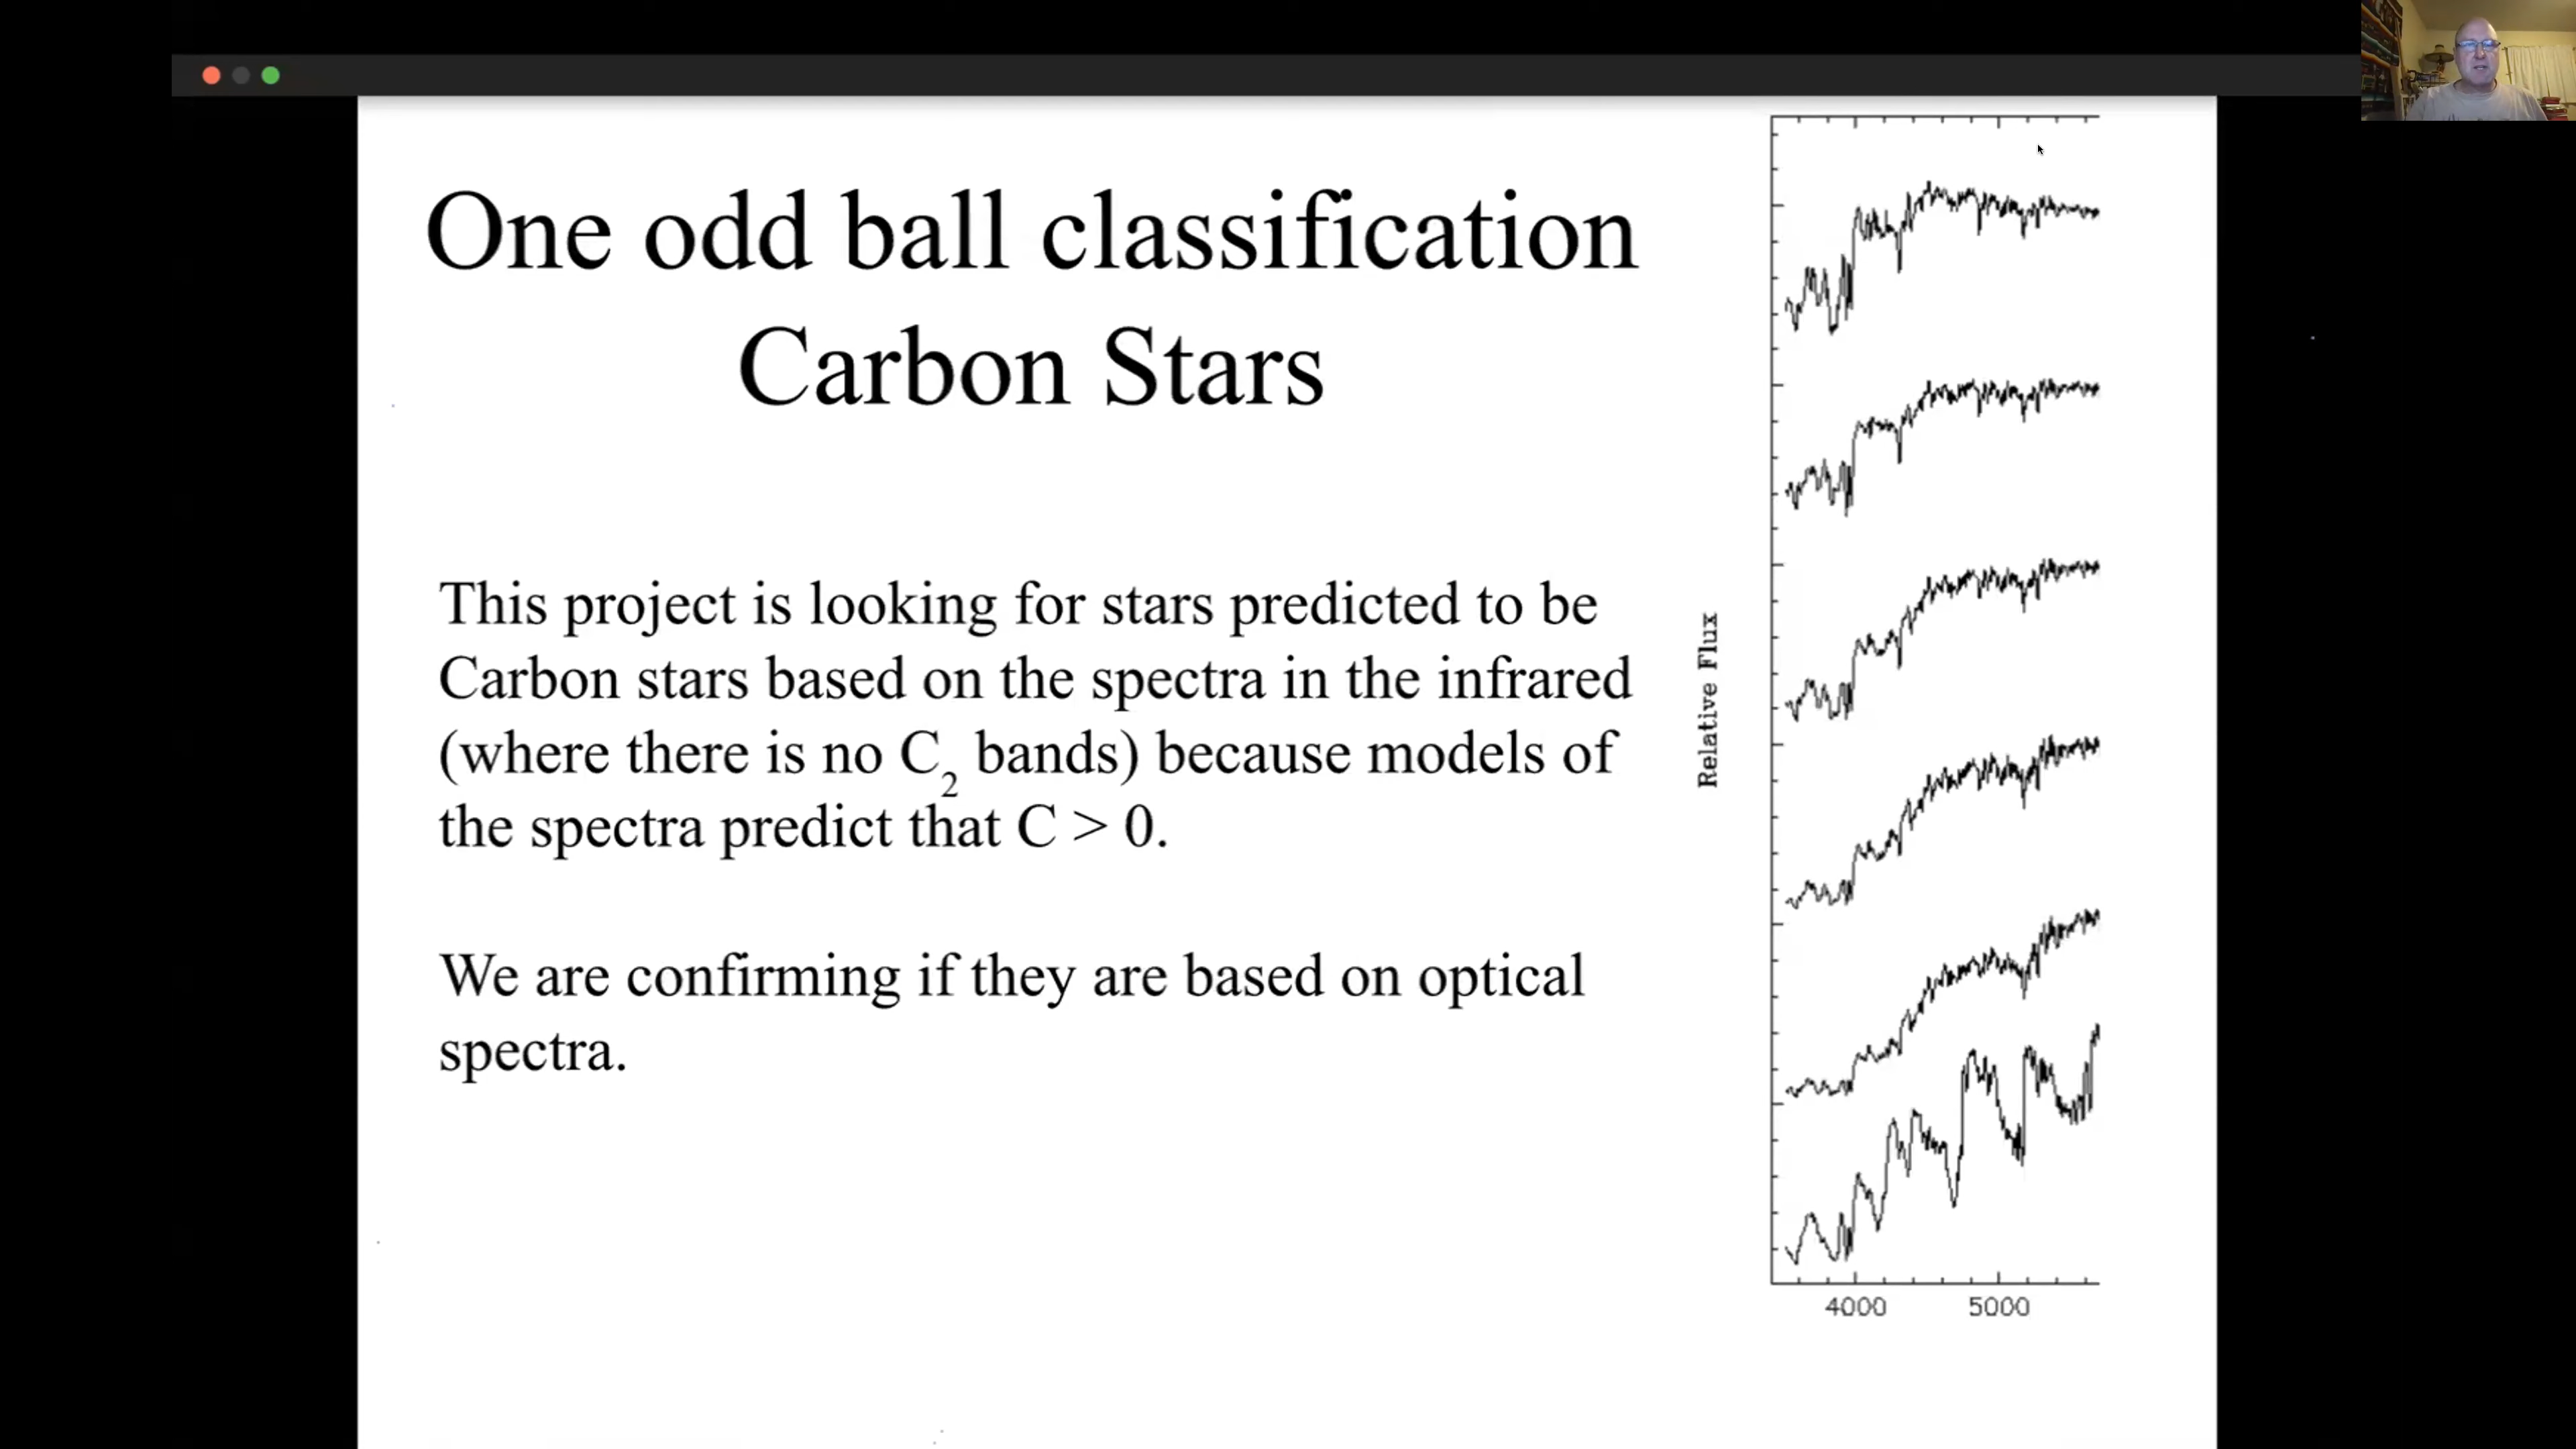 One odd ball classification
Carbon Stars
This project is looking for stars predicted to be
Carbon stars based on the spectra in the infrared
(where there is no C₂ bands) because models of
the spectra predict that C > 0.
We are confirming if they are based on optical
spectra.
Relative Flux
4000 5000